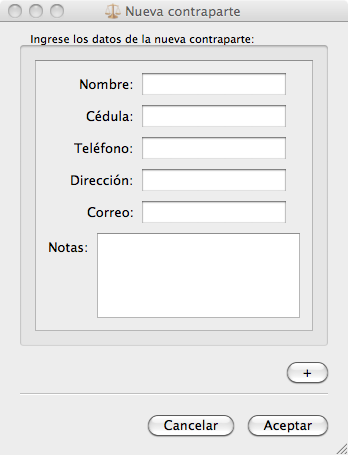 Nueva contraparte
Ingrese los datos de la nueva contraparte:
Nombre:
Cédula:
Teléfono:
Dirección:
Correo:
Notas:
+
Cancelar Aceptar